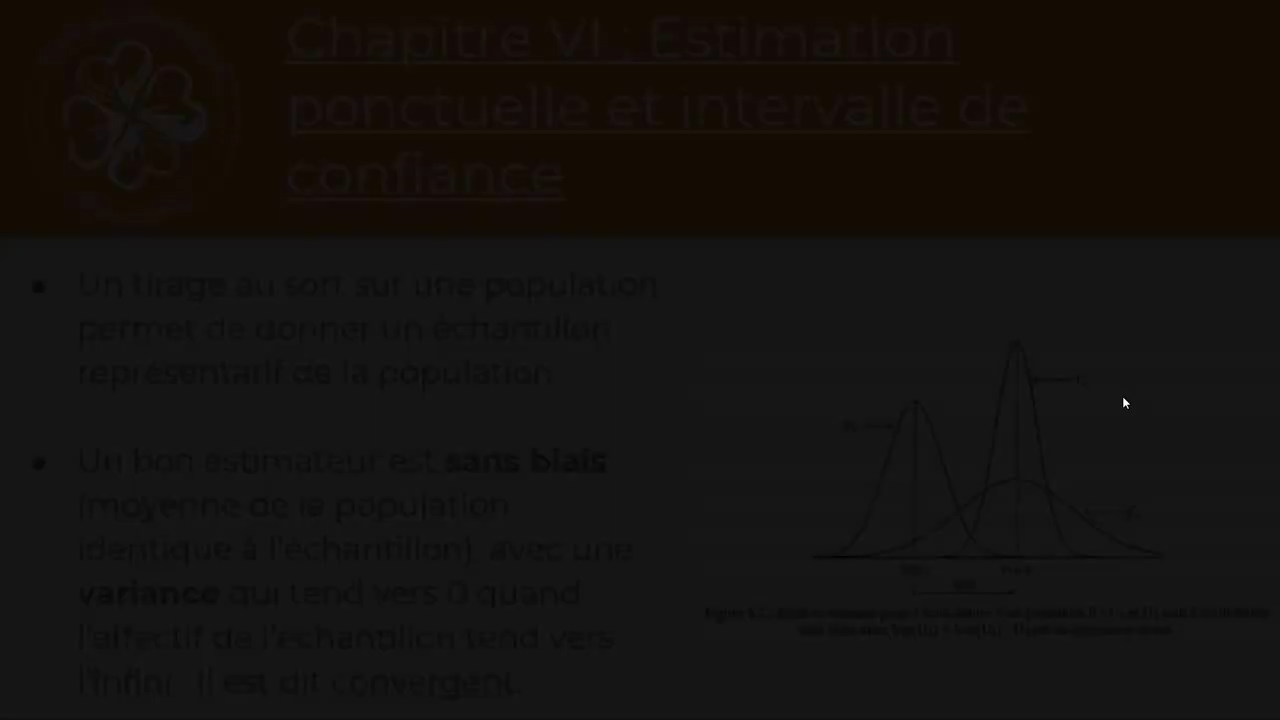 Chapitre VI : Estimation
ponctuelle et intervalle de
confiance
Un tirage au sort sur une population
permet de donner un échantillon
représentatif de la population
Un bon estimateur est sans biais
(moyenne de la population
identique à l'échantillon), avec une
variance qui tend vers 0 quand
l'effectif de l'échantillon tend vers
l'infini : il est dit convergent.